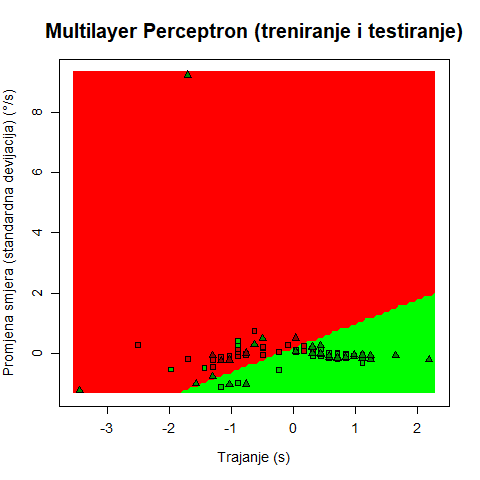 Multilayer Perceptron (treniranje i testiranje)
Promjena smjera (standardna devijacija) (°/s)
8
6
4
2
0
-3 -2 -1 0 1 2
Trajanje (s)